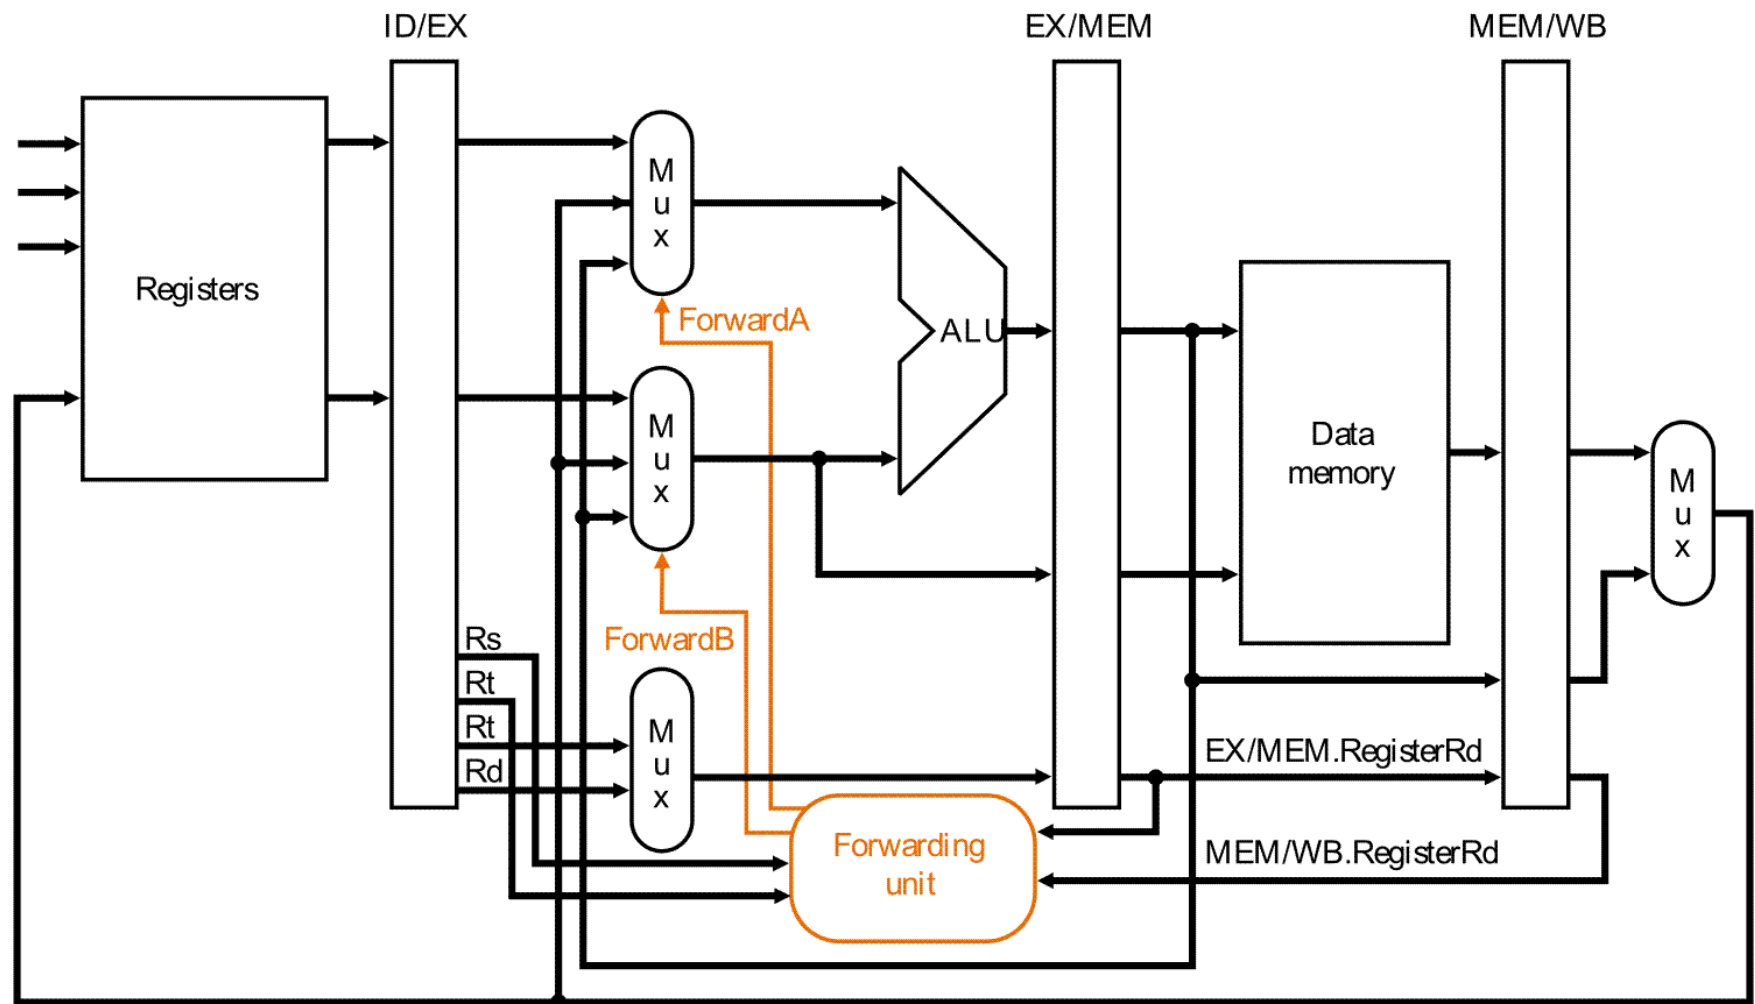 ID/EX
EX/MEM
MEM/WB
M
u
x
Registers
ForwardA
ALU
M
u
x
Data
memory
M
u
x
Rs
ForwardB
Rt
Rt
M
u
x
Rd
EX/MEM.RegisterRd
Forwarding
unit
MEM/WB.RegisterRd